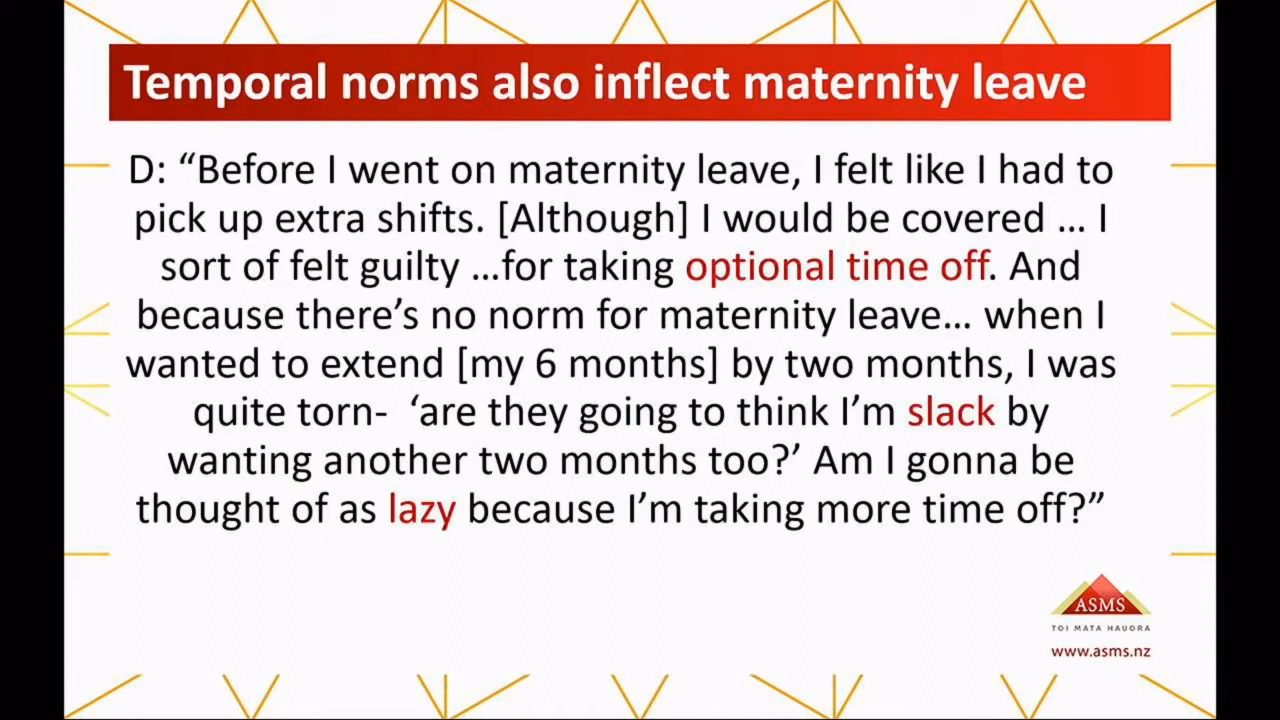 Temporal norms also inflect maternity leave
D: “Before I went on maternity leave, I felt like I had to
pick up extra shifts. [Although] I would be covered … I
sort of felt guilty …for taking optional time off. And
because there’s no norm for maternity leave… when I
wanted to extend [my 6 months] by two months, I was
quite torn-  ‘are they going to think I’m slack by
wanting another two months too?’ Am I gonna be
thought of as lazy because I’m taking more time off?”
ASMS
TOI MATA HAUORA
www.asms.nz